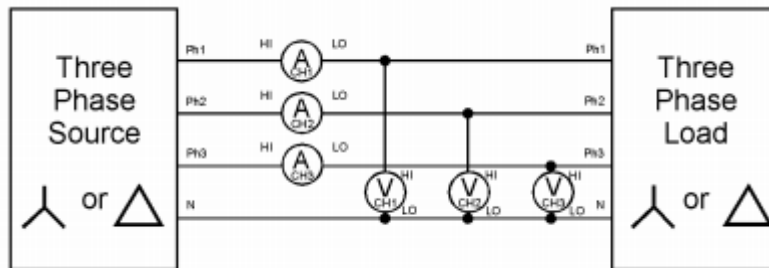 Three
Phase
Source
or
Ph1 HI A CH1 LO Ph1
Ph2 HI A CH2 LO Ph2
Ph3 HI A CH3 LO Ph3
V CH1 HI V CH2 HI V CH3 HI
N LO LO LO N
Three
Phase
Load
or